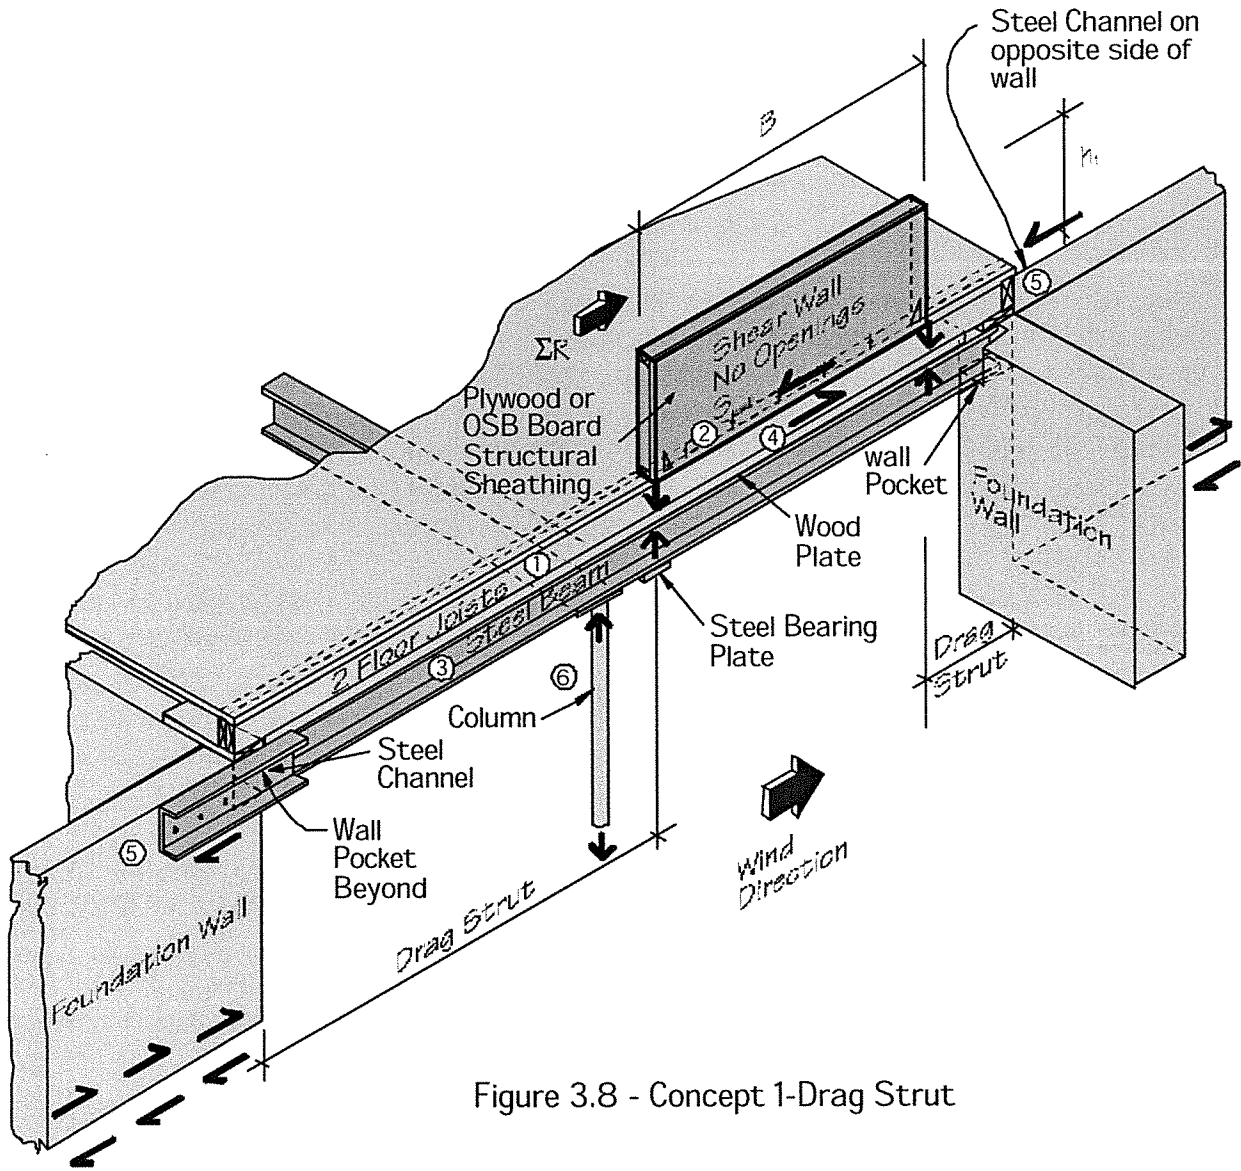 Steel Channel on
opposite side of
wall
B
h
5
ΣR
Shear Wall
No Openings
Plywood or
OSB Board
Structural
Sheathing
2
4
wall
Pocket
Foundation
Wall
Wood
Plate
1
2 Floor Joists
Steel Beam
3
Steel Bearing
Plate
Drag
Strut
6
Column
Steel
Channel
5
Wall
Pocket
Beyond
Wind
Direction
Drag Strut
Foundation Wall
Figure 3.8 - Concept 1-Drag Strut